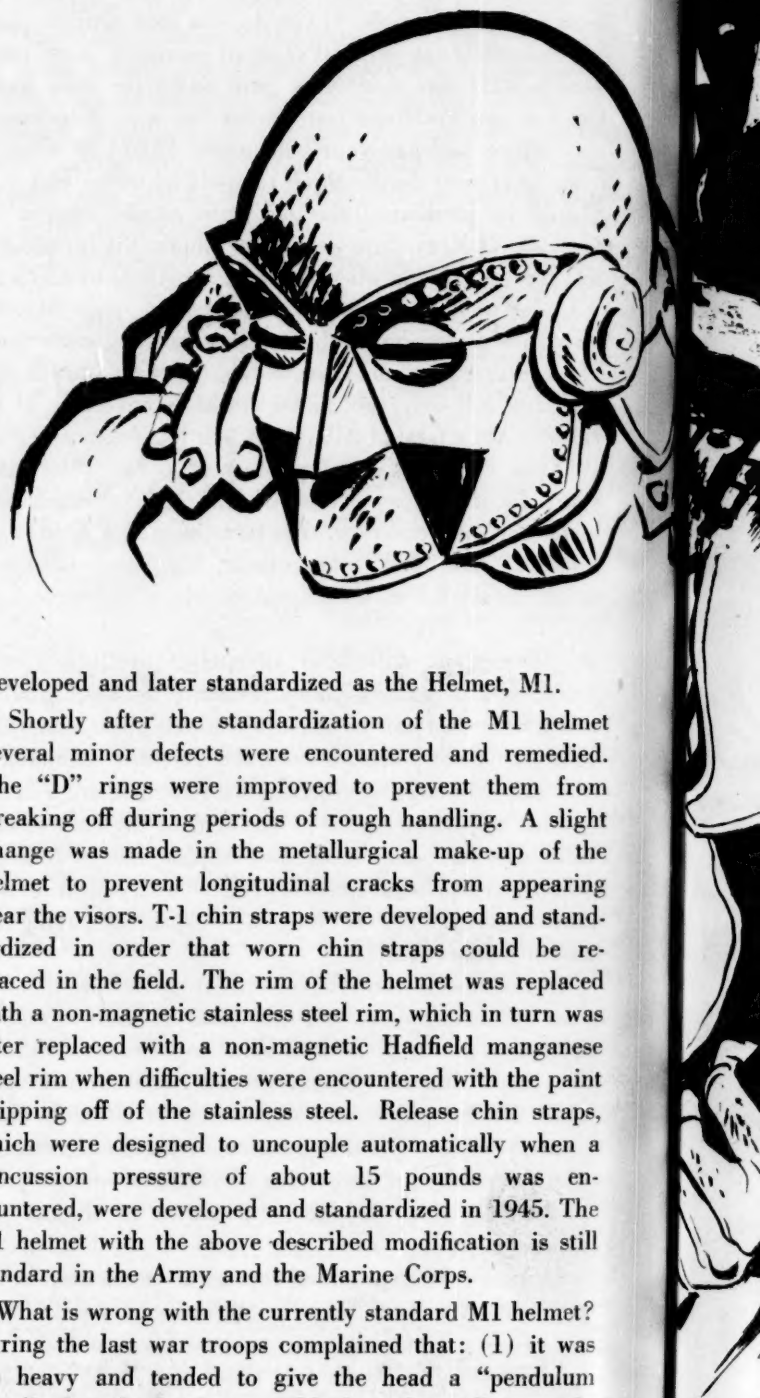 eveloped and later standardized as the Helmet, M1.
Shortly after the standardization of the M1 helmet
everal minor defects were encountered and remedied.
he “D” rings were improved to prevent them from
reaking off during periods of rough handling. A slight
hange was made in the metallurgical make-up of the
elmet to prevent longitudinal cracks from appearing
ear the visors. T-1 chin straps were developed and stand-
dized in order that worn chin straps could be re-
aced in the field. The rim of the helmet was replaced
ith a non-magnetic stainless steel rim, which in turn was
ter replaced with a non-magnetic Hadfield manganese
eel rim when difficulties were encountered with the paint
ipping off of the stainless steel. Release chin straps,
hich were designed to uncouple automatically when a
ncussion pressure of about 15 pounds was en-
untered, were developed and standardized in 1945. The
1 helmet with the above described modification is still
andard in the Army and the Marine Corps.
What is wrong with the currently standard M1 helmet?
ring the last war troops complained that: (1) it was
heavy and tended to give the head a “pendulum